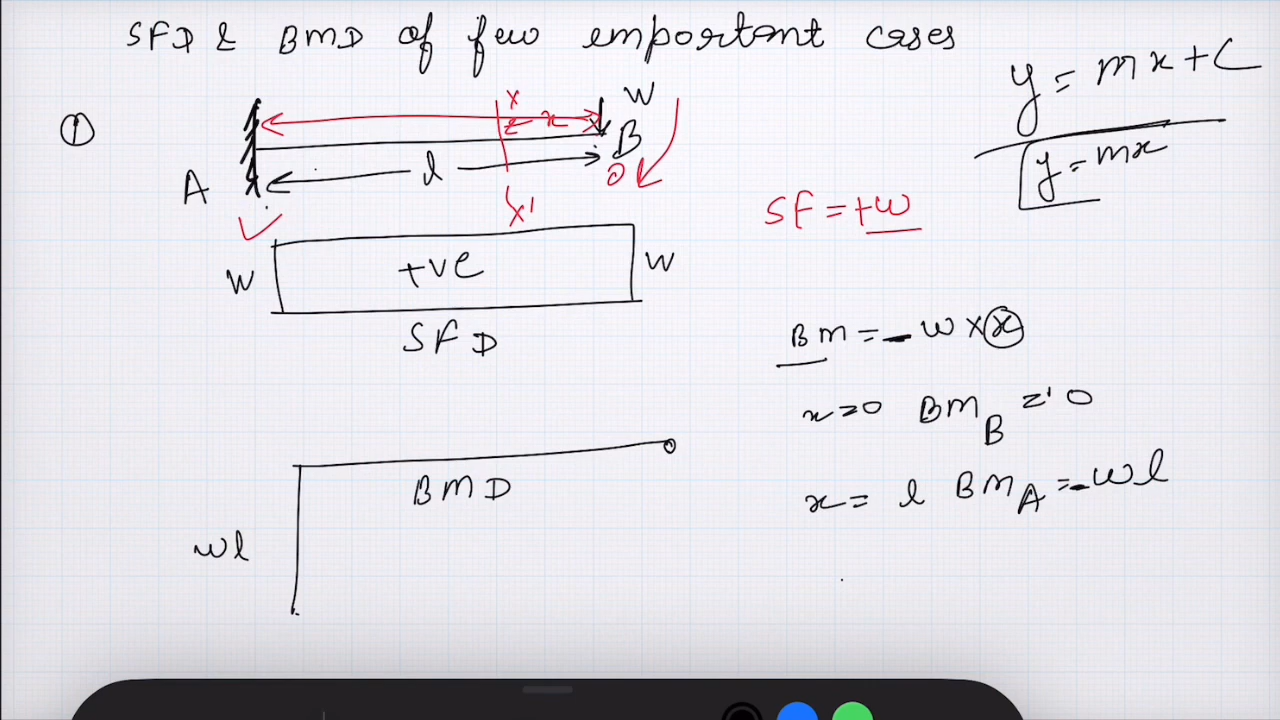 SFD & BMD of few emportant cases
y = mx + C
y = mx
①
W
X
x
B
A
l
0
X'
SF = +W
W
+ve
W
SFD
BM = - W × x
x = 0 BM_B = 0
BMD
x = l BM_A = - Wl
Wl